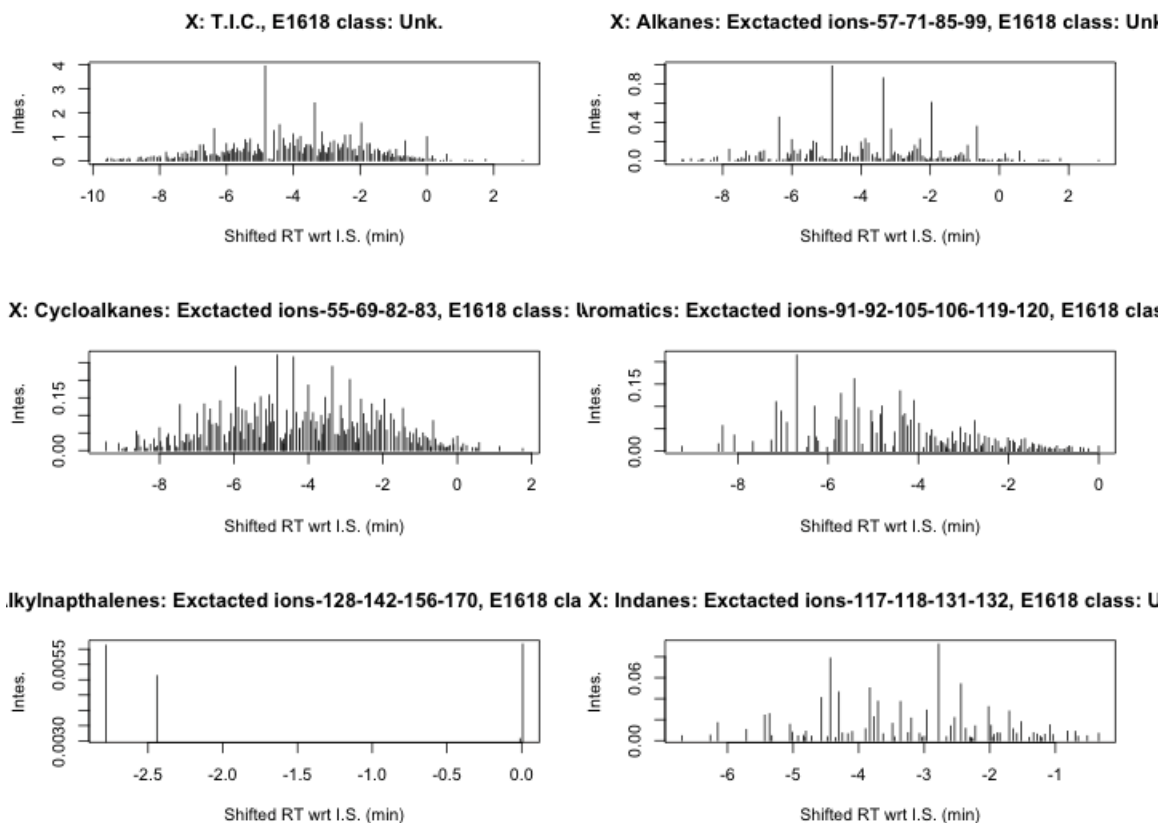 X: T.I.C., E1618 class: Unk.
Intes.
4
3
2
1
0
-10 -8 -6 -4 -2 0 2
Shifted RT wrt I.S. (min)
X: Alkanes: Exctacted ions-57-71-85-99, E1618 class: Unk
Intes.
0.8
0.4
0.0
-8 -6 -4 -2 0 2
Shifted RT wrt I.S. (min)
X: Cycloalkanes: Exctacted ions-55-69-82-83, E1618 class: U
Intes.
0.15
0.00
-8 -6 -4 -2 0 2
Shifted RT wrt I.S. (min)
Aromatics: Exctacted ions-91-92-105-106-119-120, E1618 clas
Intes.
0.15
0.00
-8 -6 -4 -2 0
Shifted RT wrt I.S. (min)
lkylnapthalenes: Exctacted ions-128-142-156-170, E1618 cla
Intes.
0.0055
0.0030
-2.5 -2.0 -1.5 -1.0 -0.5 0.0
Shifted RT wrt I.S. (min)
X: Indanes: Exctacted ions-117-118-131-132, E1618 class: U
Intes.
0.06
0.00
-6 -5 -4 -3 -2 -1
Shifted RT wrt I.S. (min)